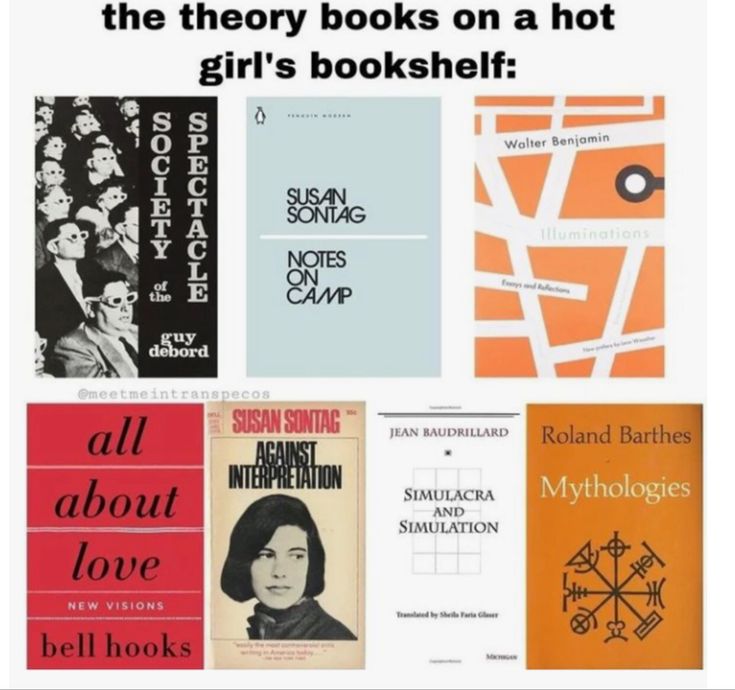 the theory books on a hot
girl's bookshelf:
SOCIETY
of the
SPECTACLE
guy
debord
PENGUIN MODERN
SUSAN
SONTAG
NOTES
ON
CAMP
Walter Benjamin
Illuminations
Essays and Reflections
@meetmeintranspecos
all
about
love
NEW VISIONS
bell hooks
SUSAN SONTAG
AGAINST
INTERPRETATION
JEAN BAUDRILLARD
SIMULACRA
AND
SIMULATION
Translated by Sheila Faria Glaser
MICHIGAN
Roland Barthes
Mythologies